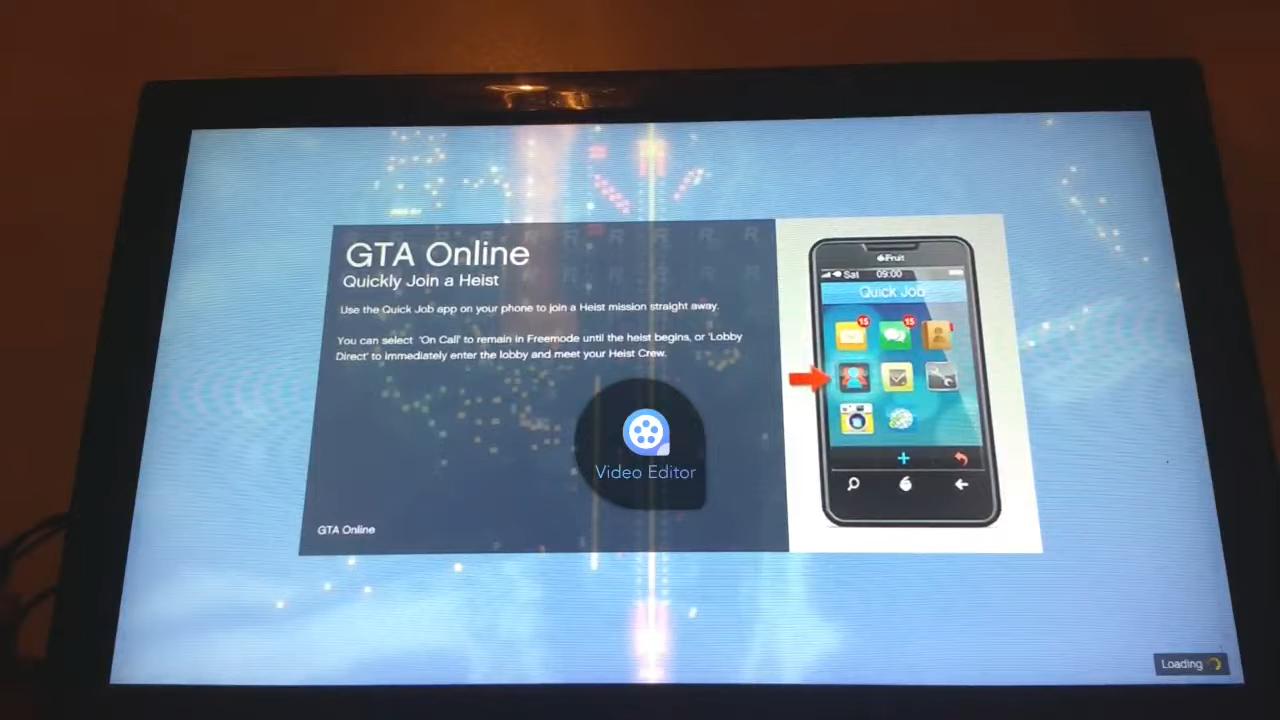 GTA Online
Quickly Join a Heist
Use the Quick Job app on your phone to join a Heist mission straight away.
You can select 'On Call' to remain in Freemode until the heist begins, or 'Lobby
Direct' to immediately enter the lobby and meet your Heist Crew.
GTA Online
iFruit
Sat 09:00
Quick Job
15 15
Video Editor
Loading